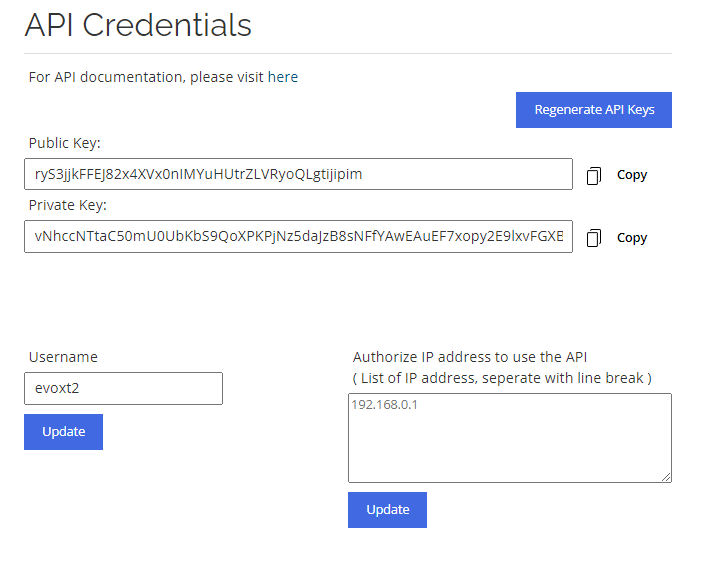 API Credentials
For API documentation, please visit here
Regenerate API Keys
Public Key:
ryS3jjkFFEJ82x4XVx0nIMYuHUtrZLVRyoQLgtijipim
Copy
Private Key:
vNhccNTtaC50mU0UbKbS9QoXPKPjNz5daJzB8sNFfYAwEAuEF7xopy2E9lxvFGXB
Copy
Username
evoxt2
Update
Authorize IP address to use the API
( List of IP address, seperate with line break )
192.168.0.1
Update